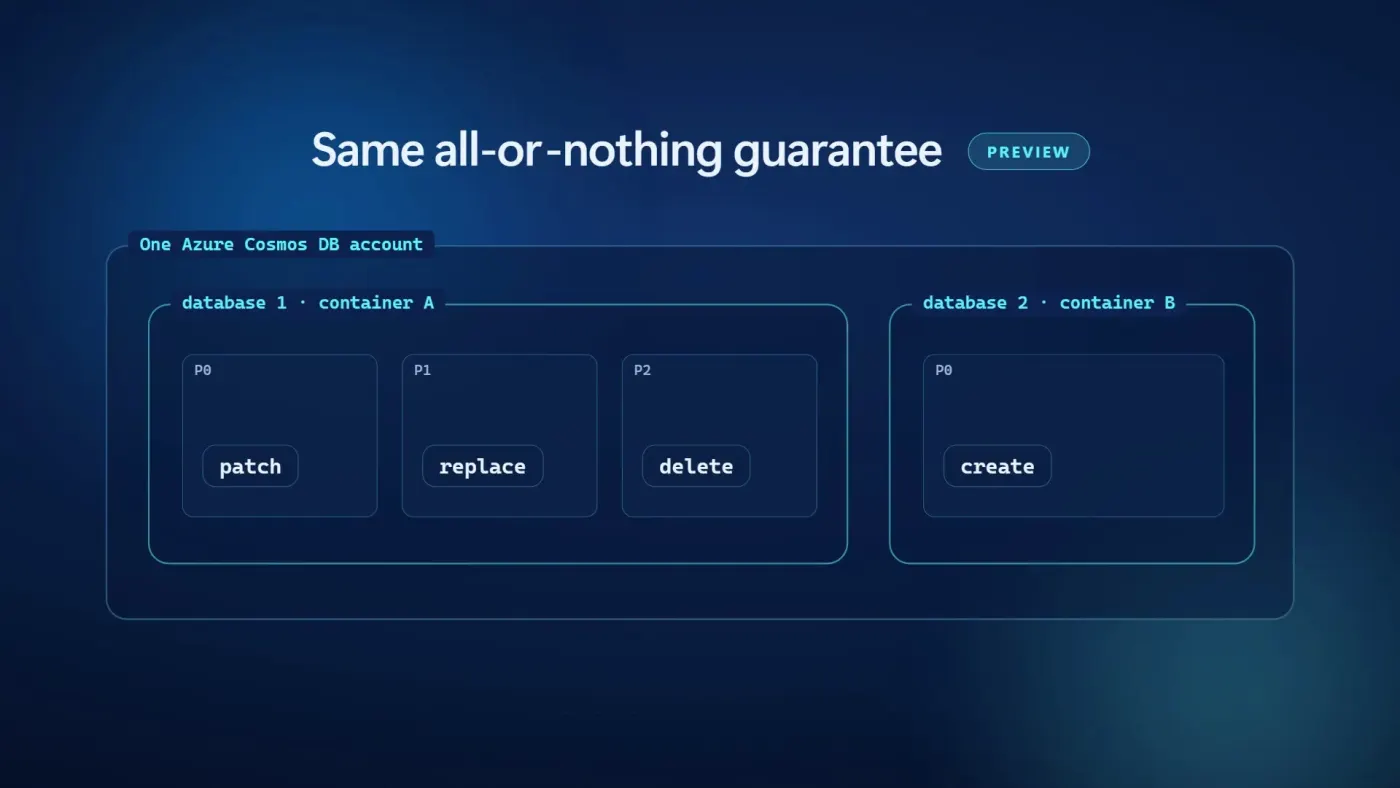 Same all-or-nothing guarantee PREVIEW
One Azure Cosmos DB account
database 1 · container A
database 2 · container B
P0
P1
P2
P0
patch
replace
delete
create